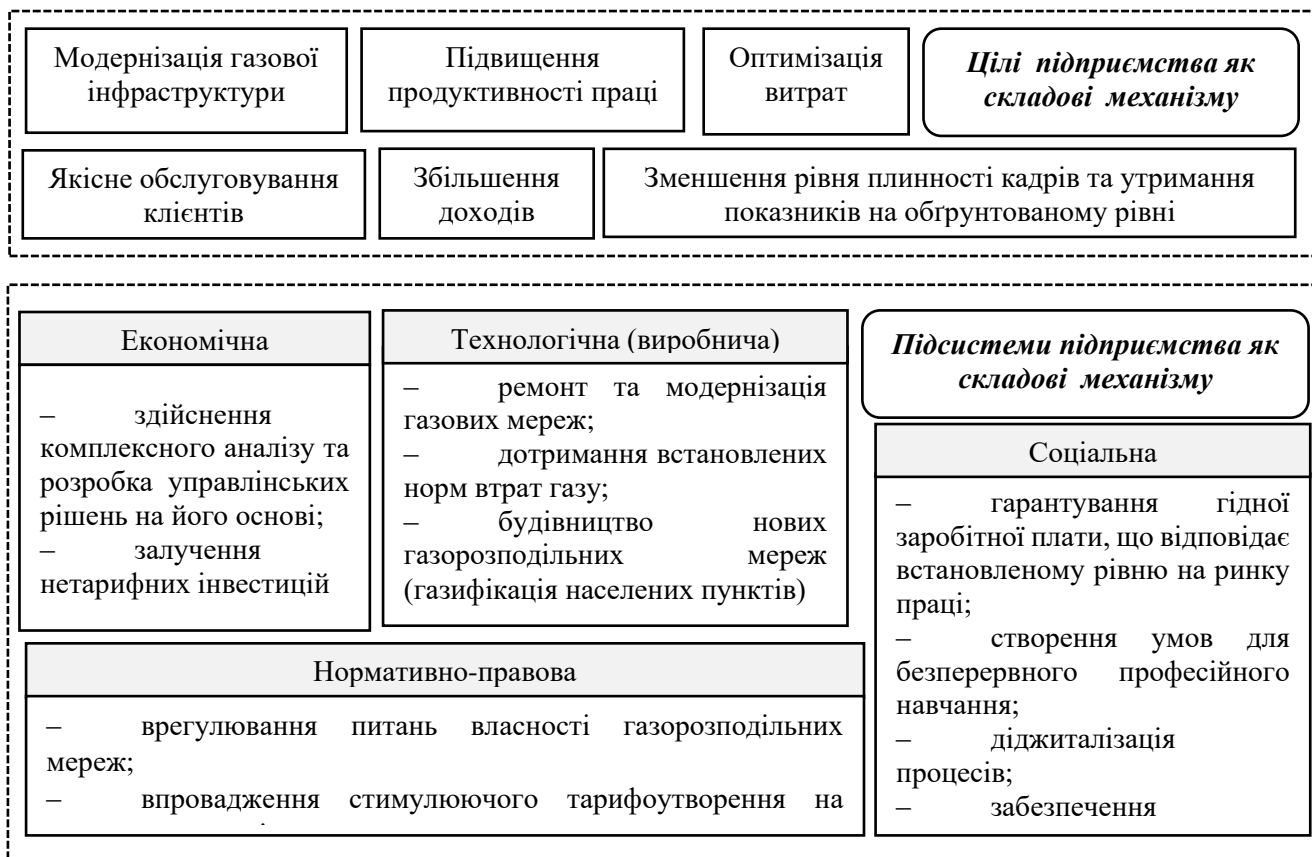 Модернізація газової
інфраструктури
Підвищення
продуктивності праці
Оптимізація
витрат
Цілі підприємства як
складові механізму
Якісне обслуговування
клієнтів
Збільшення
доходів
Зменшення рівня плинності кадрів та утримання
показників на обґрунтованому рівні
Економічна
– здійснення
комплексного аналізу та
розробка управлінських
рішень на його основі;
– залучення
нетарифних інвестицій
Технологічна (виробнича)
– ремонт та модернізація
газових мереж;
– дотримання встановлених
норм втрат газу;
– будівництво нових
газорозподільних мереж
(газифікація населених пунктів)
Підсистеми підприємства як
складові механізму
Соціальна
– гарантування гідної
заробітної плати, що відповідає
встановленому рівню на ринку
праці;
– створення умов для
безперервного професійного
навчання;
– діджиталізація
процесів;
– забезпечення
Нормативно-правова
– врегулювання питань власності газорозподільних
мереж;
– впровадження стимулюючого тарифоутворення на